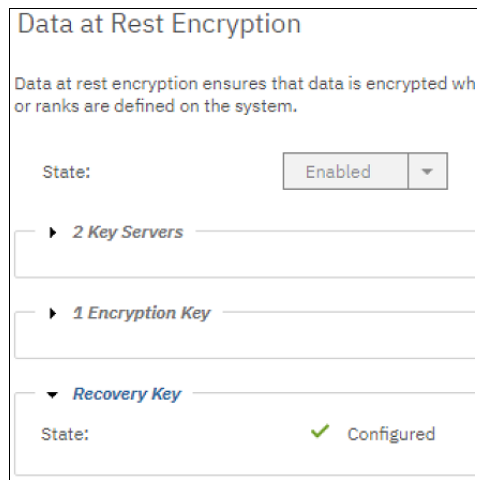 Data at Rest Encryption
Data at rest encryption ensures that data is encrypted wh
or ranks are defined on the system.
State: Enabled
2 Key Servers
1 Encryption Key
Recovery Key
State: Configured